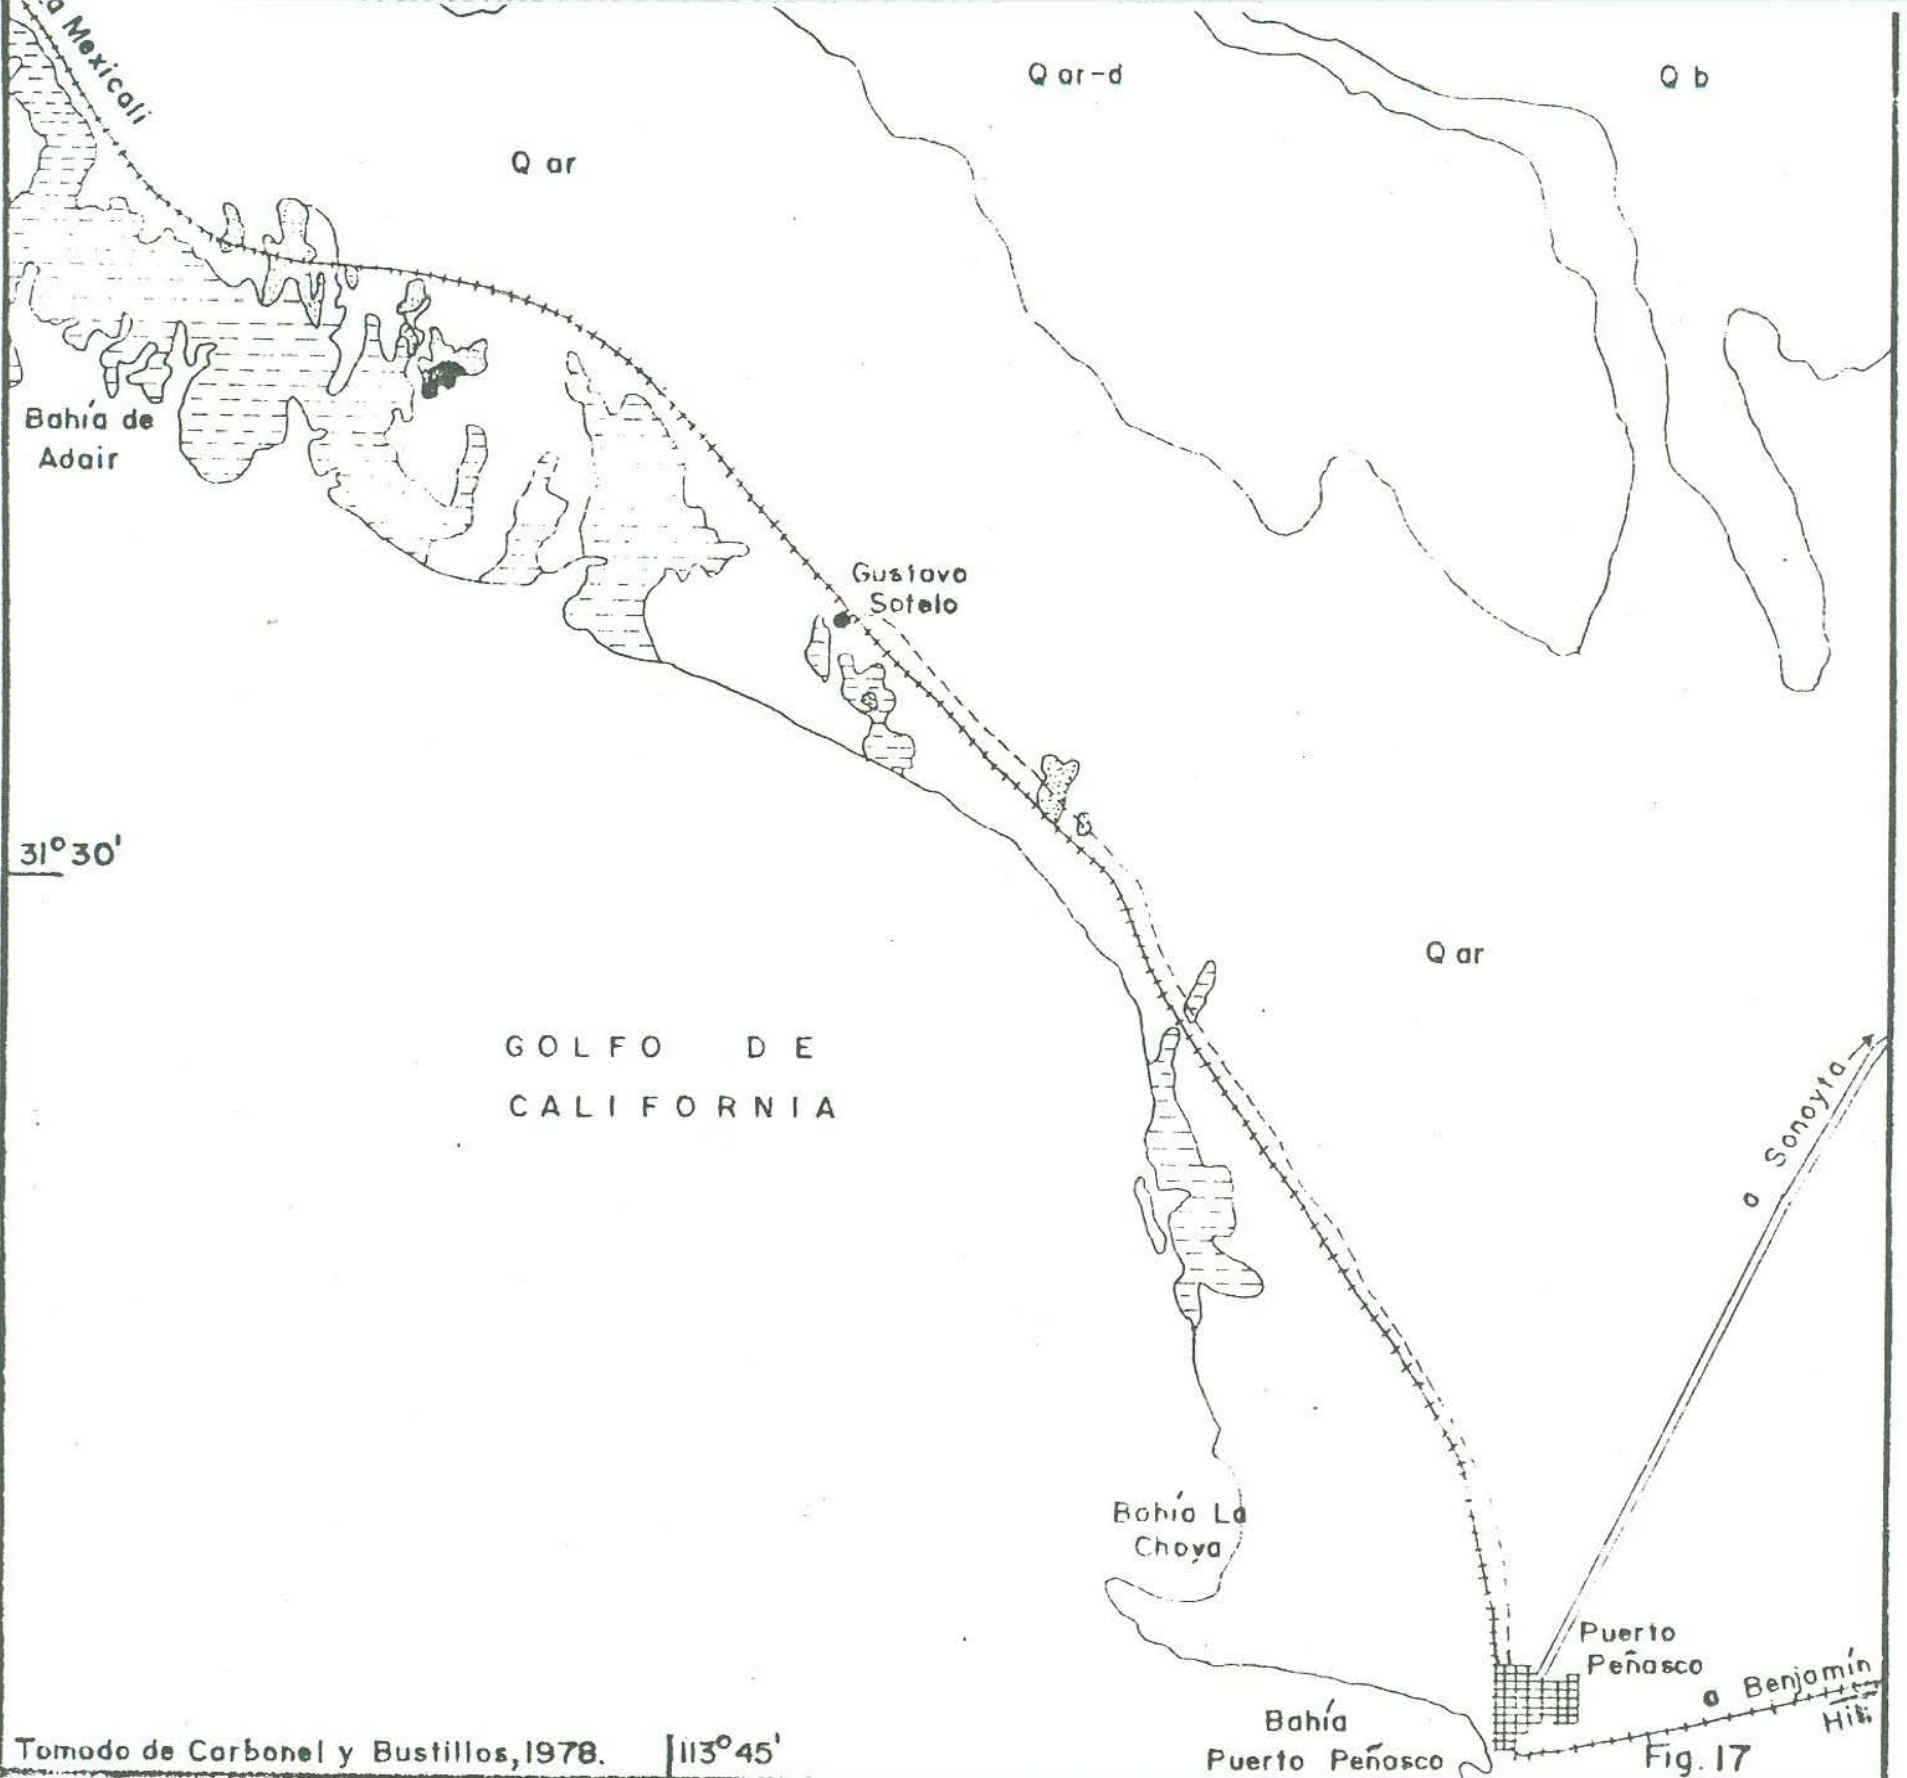 a Mexicali
Q ar-d
Q b
Q ar
Bahía de
Adair
Gustavo
Sotelo
31°30'
Q ar
GOLFO DE
CALIFORNIA
a Sonoyta
Bahía La
Choya
Puerto
Peñasco
a Benjamín
Bahía
Puerto Peñasco
Tomado de Carbonel y Bustillos, 1978.
113°45'
Fig. 17